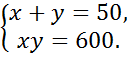 x + y = 50,
xy = 600.